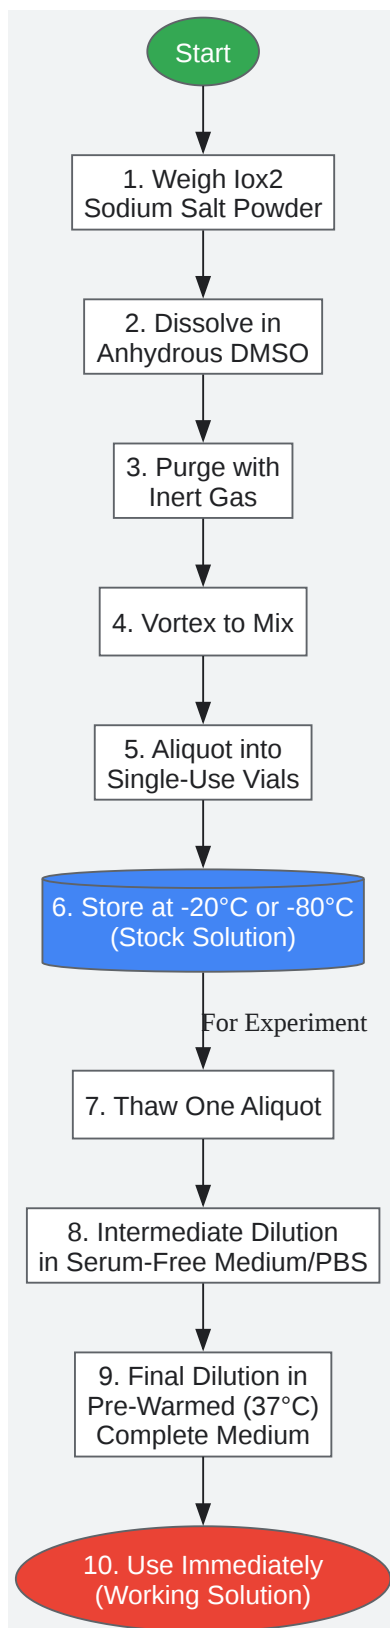 Start
1. Weigh Iox2
Sodium Salt Powder
2. Dissolve in
Anhydrous DMSO
3. Purge with
Inert Gas
4. Vortex to Mix
5. Aliquot into
Single-Use Vials
6. Store at -20°C or -80°C
(Stock Solution)
For Experiment
7. Thaw One Aliquot
8. Intermediate Dilution
in Serum-Free Medium/PBS
9. Final Dilution in
Pre-Warmed (37°C)
Complete Medium
10. Use Immediately
(Working Solution)